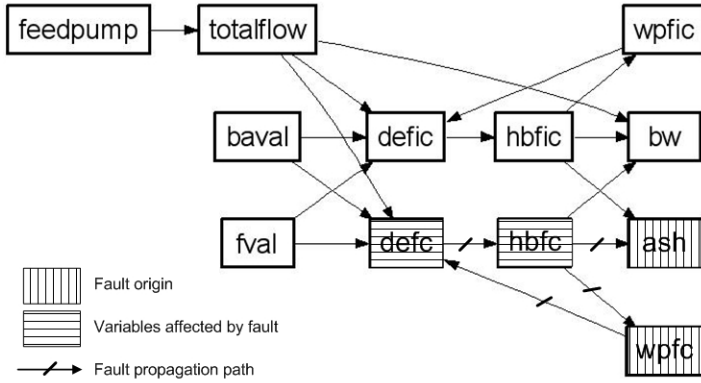 feedpump
totalflow
wpfic
baval
defic
hbfic
bw
fval
defc
hbfc
ash
wpfc
Fault origin
Variables affected by fault
Fault propagation path